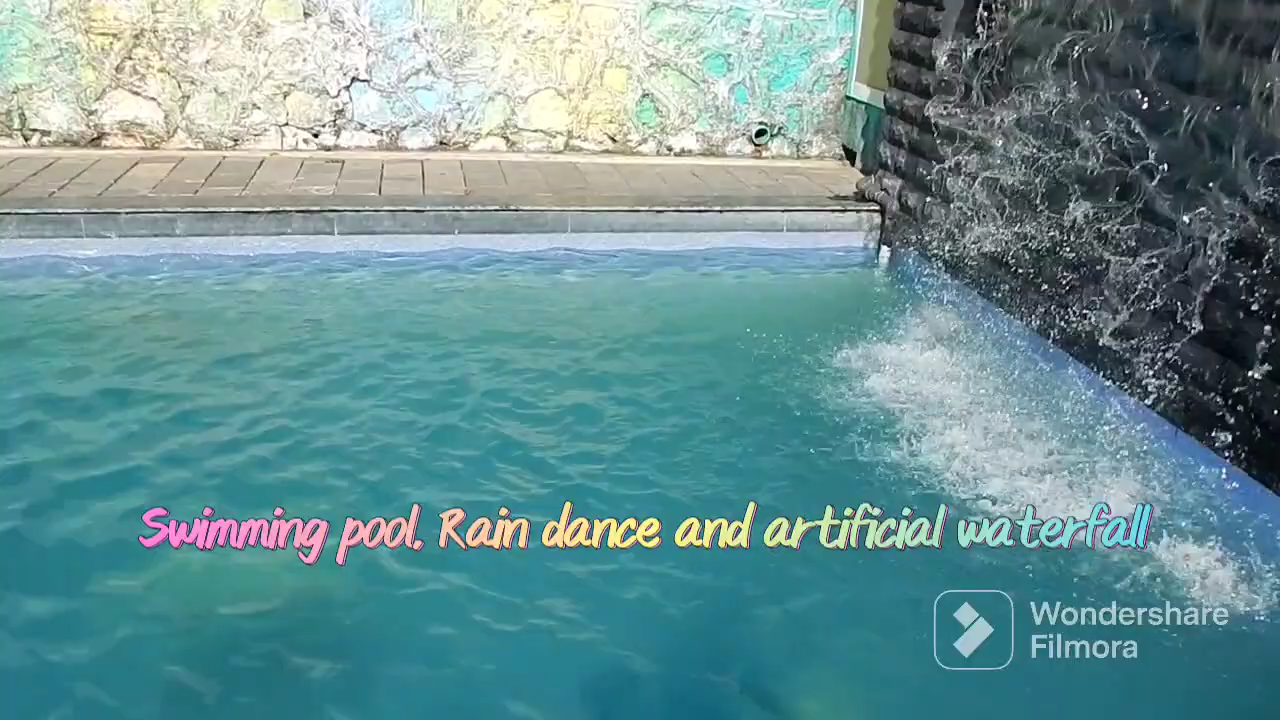 Swimming pool, Rain dance and artificial waterfall
Wondershare
Filmora